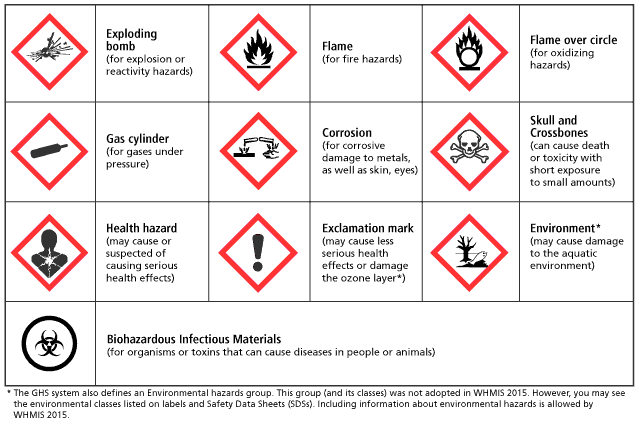 Exploding
bomb
(for explosion or
reactivity hazards)
Flame
(for fire hazards)
Flame over circle
(for oxidizing
hazards)
Gas cylinder
(for gases under
pressure)
Corrosion
(for corrosive
damage to metals,
as well as skin, eyes)
Skull and
Crossbones
(can cause death
or toxicity with
short exposure
to small amounts)
Health hazard
(may cause or
suspected of
causing serious
health effects)
Exclamation mark
(may cause less
serious health
effects or damage
the ozone layer*)
Environment*
(may cause damage
to the aquatic
environment)
Biohazardous Infectious Materials
(for organisms or toxins that can cause diseases in people or animals)
* The GHS system also defines an Environmental hazards group. This group (and its classes) was not adopted in WHMIS 2015. However, you may see
the environmental classes listed on labels and Safety Data Sheets (SDSs). Including information about environmental hazards is allowed by
WHMIS 2015.